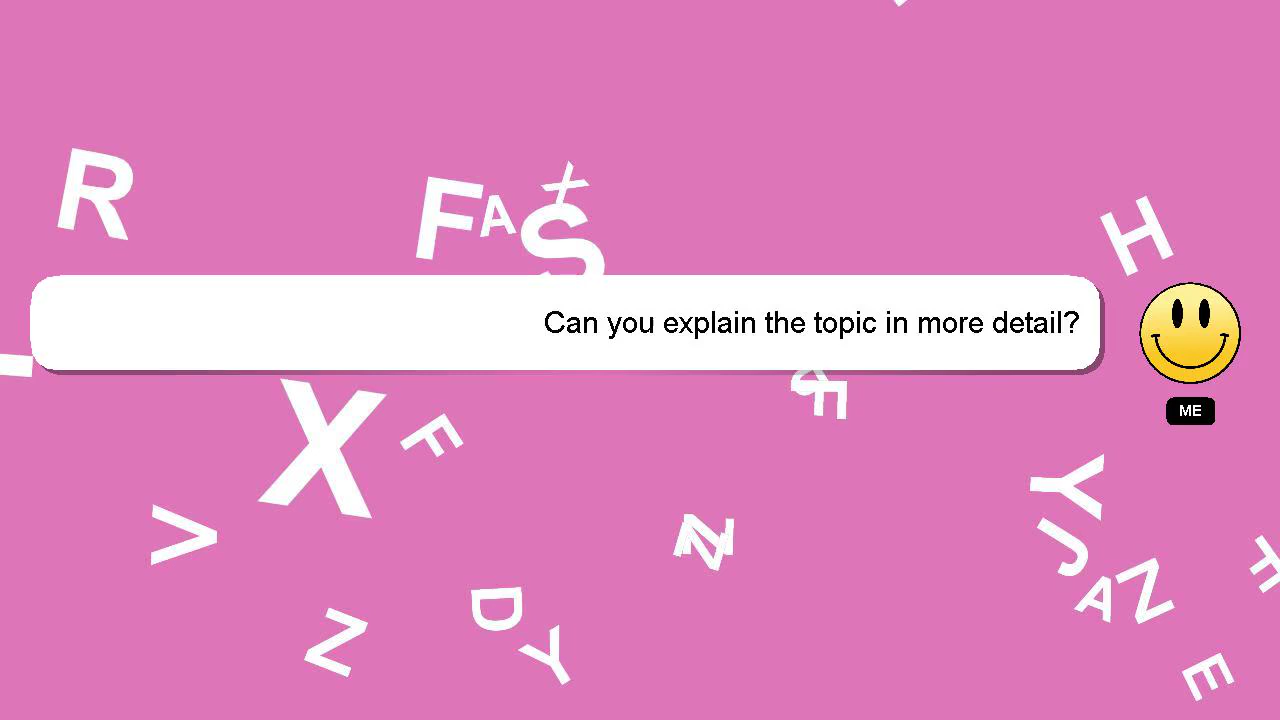 R
F
A
X
S
H
Can you explain the topic in more detail?
ME
X
F
F
Y
V
J
N
A
N
Z
D
Y
E
F